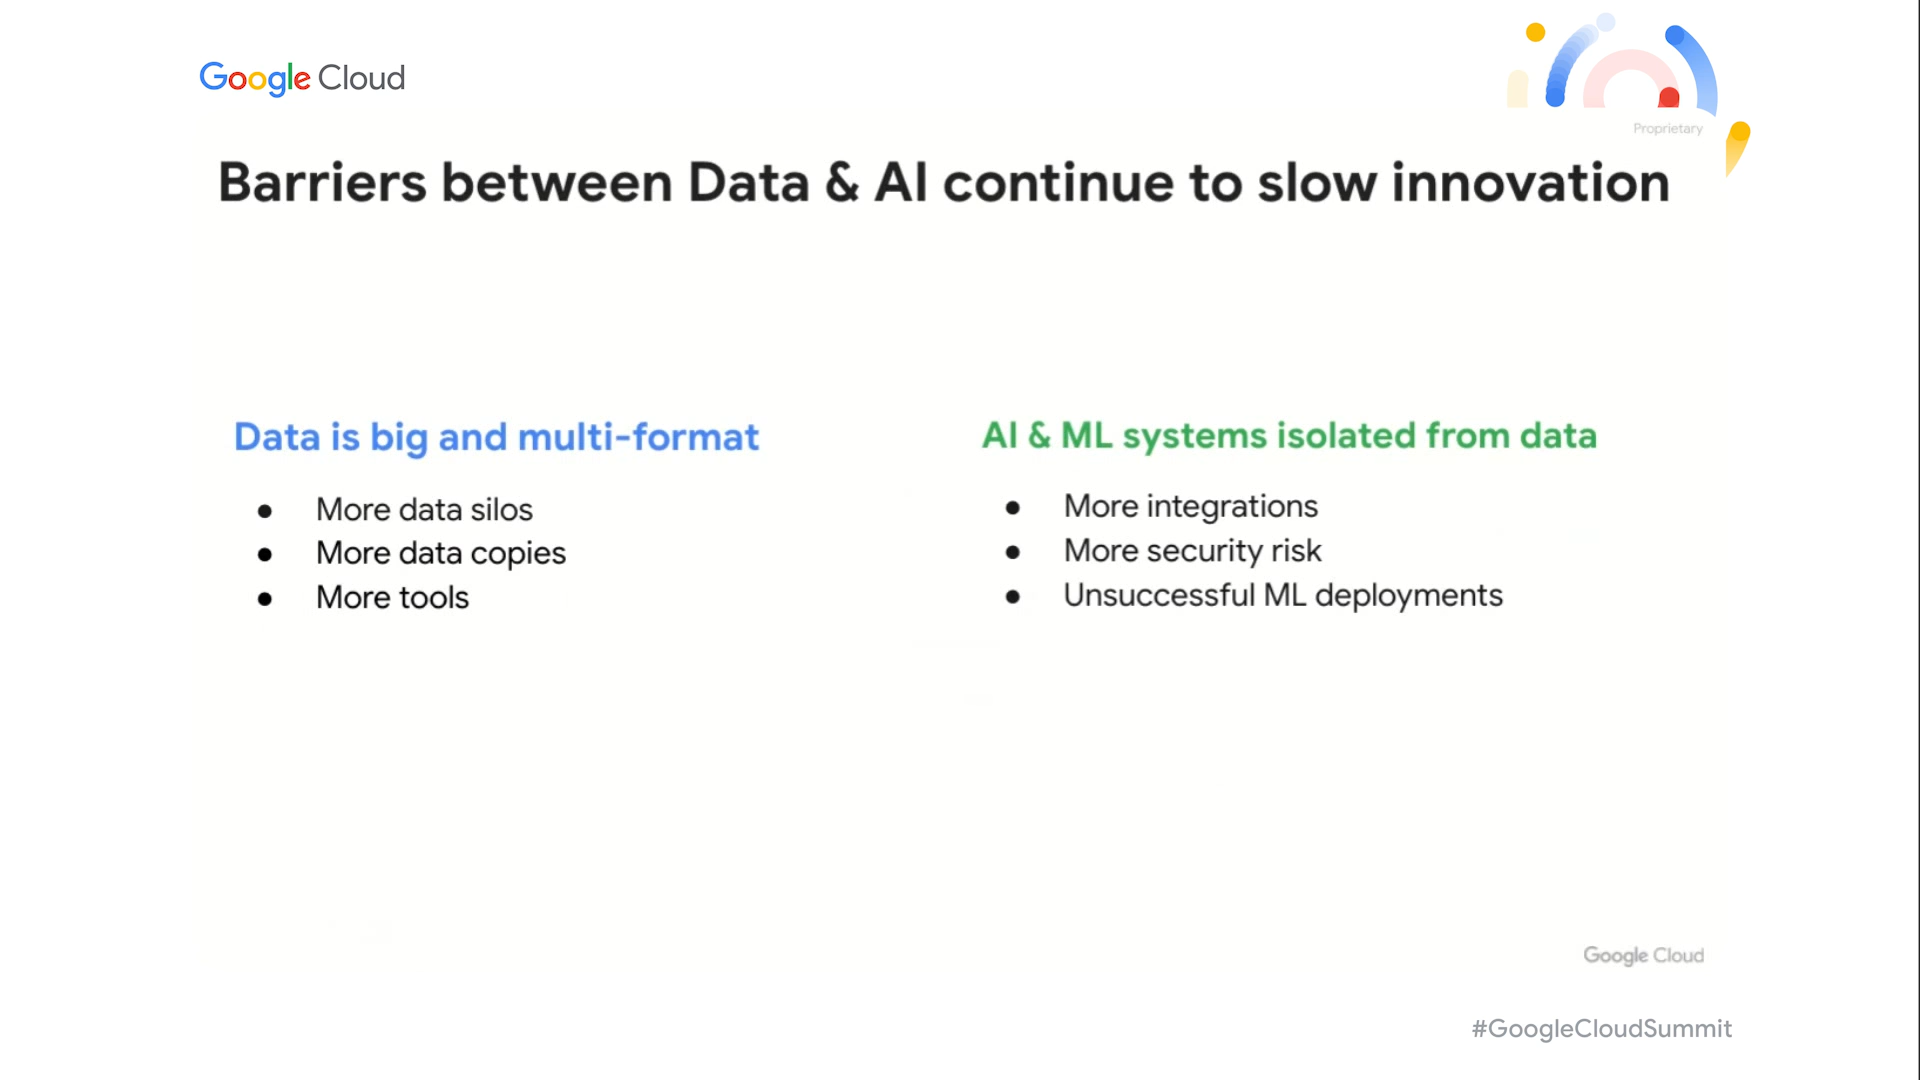 Google Cloud
Proprietary
Barriers between Data & AI continue to slow innovation
Data is big and multi-format
● More data silos
● More data copies
● More tools
AI & ML systems isolated from data
● More integrations
● More security risk
● Unsuccessful ML deployments
Google Cloud
#GoogleCloudSummit